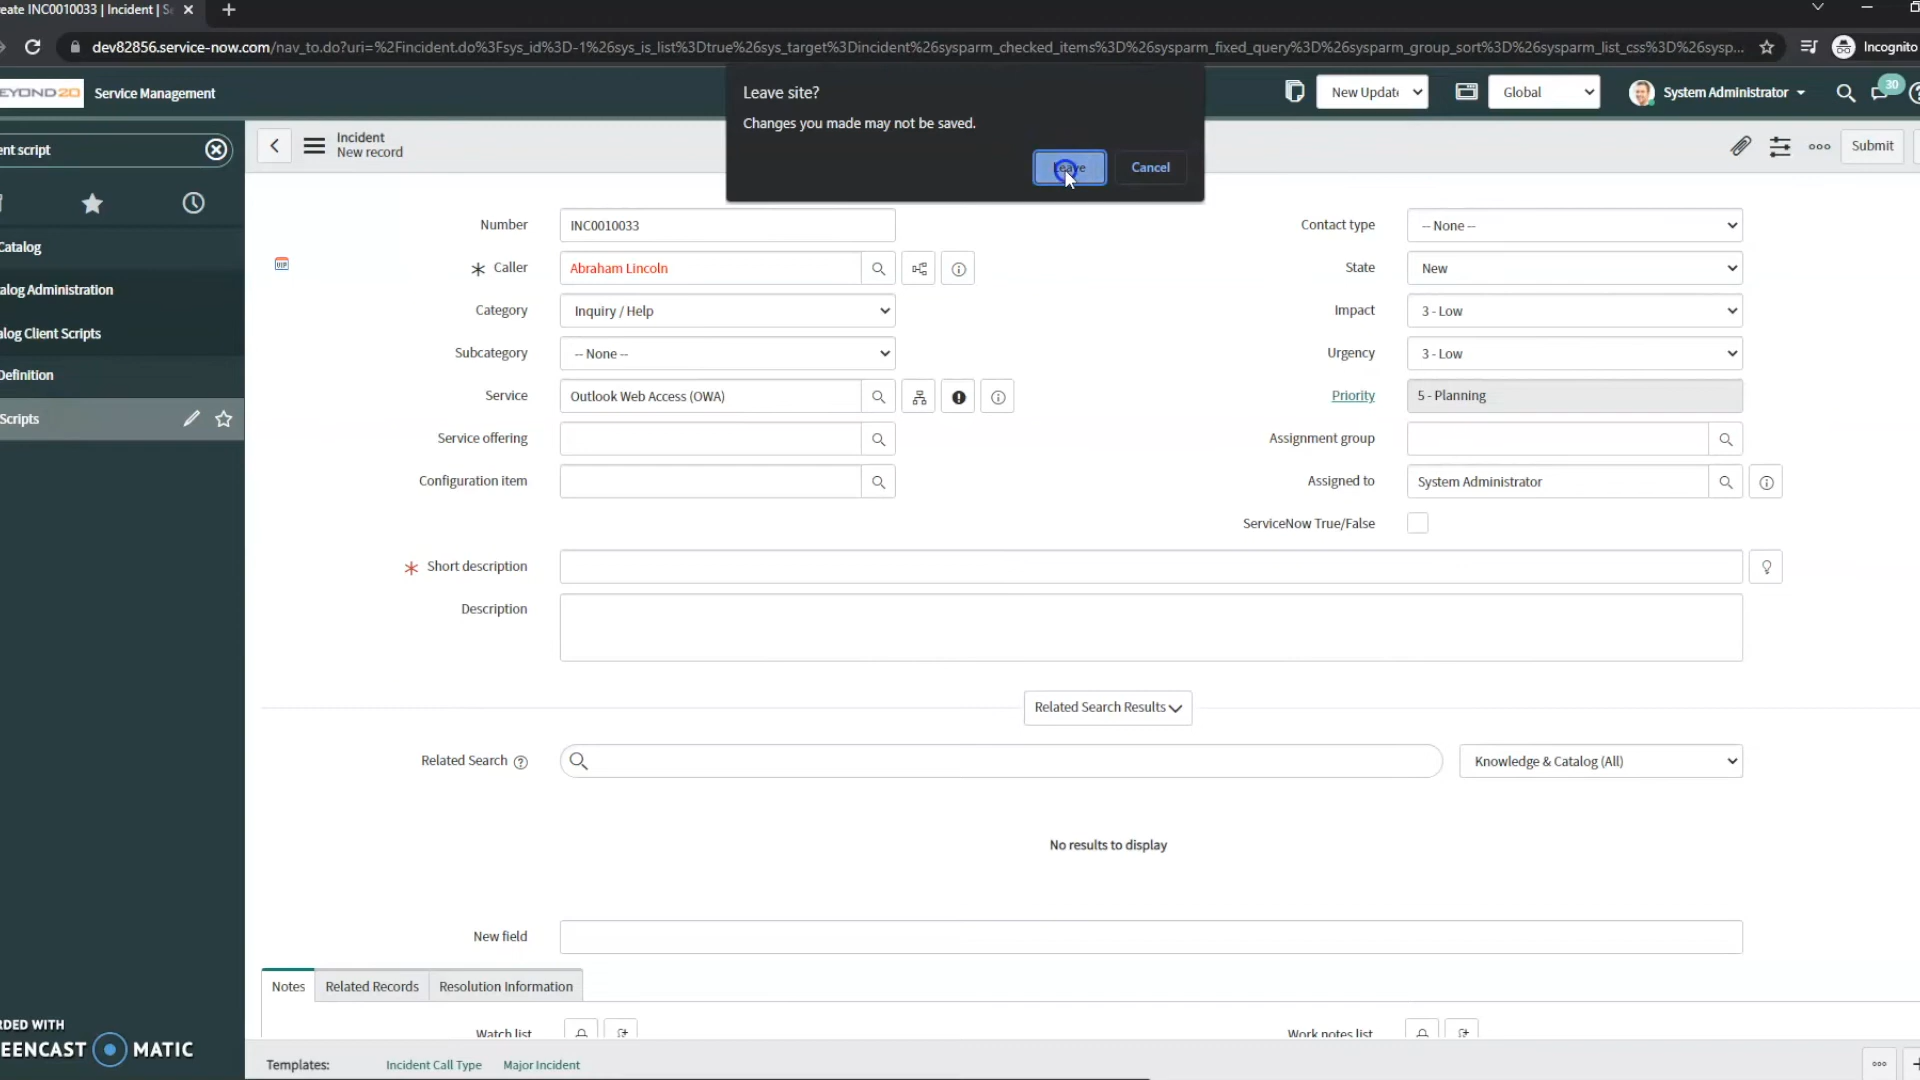 eate INC0010033 | Incident | S
dev82856.service-now.com/nav_to.do?uri=%2Fincident.do%3Fsys_id%3D-1%26sys_is_list%3Dtrue%26sys_target%3Dincident%26sysparm_checked_items%3D%26sysparm_fixed_query%3D%26sysparm_group_sort%3D%26sysparm_list_css%3D%26sysp...
Incognito
EYOND20
Service Management
Leave site?
Changes you made may not be saved.
Leave
Cancel
New Update
Global
System Administrator
30
ent script
Catalog
alog Administration
alog Client Scripts
Definition
Scripts
Incident
New record
Submit
Number
INC0010033
Contact type
-- None --
Caller
Abraham Lincoln
State
New
Category
Inquiry / Help
Impact
3 - Low
Subcategory
-- None --
Urgency
3 - Low
Service
Outlook Web Access (OWA)
Priority
5 - Planning
Service offering
Assignment group
Configuration item
Assigned to
System Administrator
ServiceNow True/False
Short description
Description
Related Search Results
Related Search
Knowledge & Catalog (All)
No results to display
New field
Notes
Related Records
Resolution Information
Watch list
Work notes list
RDED WITH
EENCAST MATIC
Templates:
Incident Call Type
Major Incident